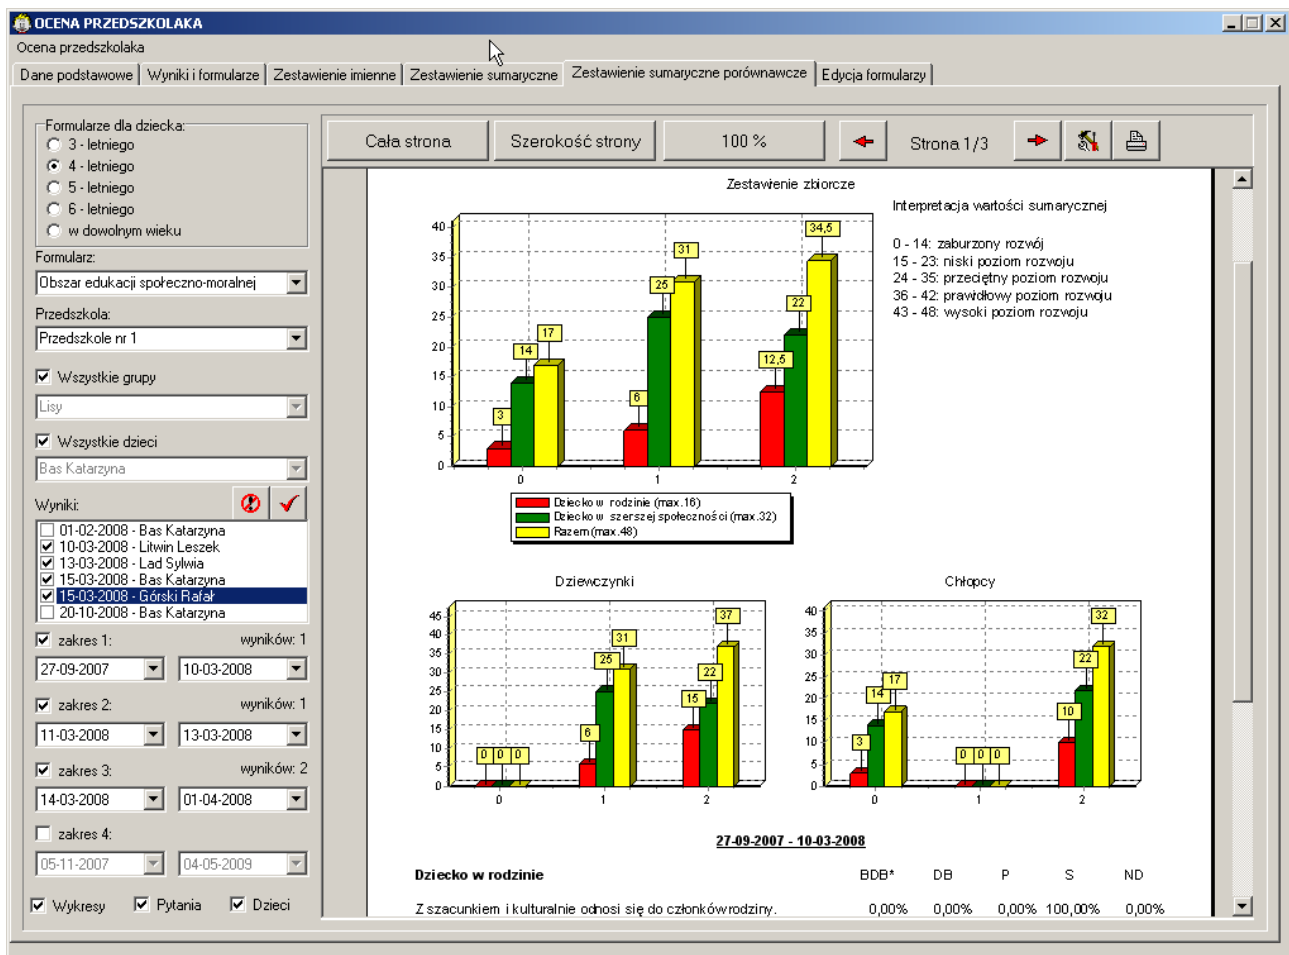 OCENA PRZEDSZKOLAKA
Ocena przedszkolaka
Dane podstawowe
Wyniki i formularze
Zestawienie imienne
Zestawienie sumaryczne
Zestawienie sumaryczne porównawcze
Edycja formularzy
Formularze dla dziecka:
3 - letniego
4 - letniego
5 - letniego
6 - letniego
w dowolnym wieku
Formularz:
Obszar edukacji społeczno-moralnej
Przedszkola:
Przedszkole nr 1
Wszystkie grupy
Lisy
Wszystkie dzieci
Bas Katarzyna
Wyniki:
01-02-2008 - Bas Katarzyna
10-03-2008 - Litwin Leszek
13-03-2008 - Lad Sylwia
15-03-2008 - Bas Katarzyna
15-03-2008 - Górski Rafał
20-10-2008 - Bas Katarzyna
zakres 1: wyników: 1
27-09-2007 10-03-2008
zakres 2: wyników: 1
11-03-2008 13-03-2008
zakres 3: wyników: 2
14-03-2008 01-04-2008
zakres 4:
05-11-2007 04-05-2009
Wykresy Pytania Dzieci
Cała strona
Szerokość strony
100 %
Strona 1/3
Zestawienie zbiorcze
40
35
30
25
20
15
10
5
0
3
14
17
6
25
31
12,5
22
34,5
0 1 2
Dziecko w rodzinie (max.16)
Dziecko w szerszej społeczności (max.32)
Razem (max.48)
Interpretacja wartości sumarycznej
0 - 14: zaburzony rozwój
15 - 23: niski poziom rozwoju
24 - 35: przeciętny poziom rozwoju
36 - 42: prawidłowy poziom rozwoju
43 - 48: wysoki poziom rozwoju
Dziewczynki
45
40
35
30
25
20
15
10
5
0
0 0 0
6
25
31
15
22
37
0 1 2
Chłopcy
40
35
30
25
20
15
10
5
0
3
14
17
0 0 0
10
22
32
0 1 2
27-09-2007 - 10-03-2008
Dziecko w rodzinie BDB* DB P S ND
Z szacunkiem i kulturalnie odnosi się do członków rodziny. 0,00% 0,00% 0,00% 100,00% 0,00%